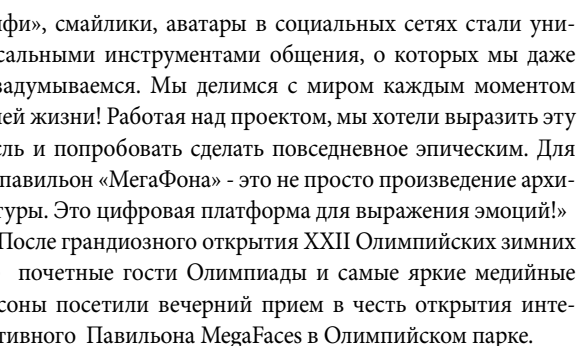 фи», смайлики, аватары в социальных сетях стали уни-
сальными инструментами общения, о которых мы даже
задумываемся. Мы делимся с миром каждым моментом
ей жизни! Работая над проектом, мы хотели выразить эту
сль и попробовать сделать повседневное эпическим. Для
павильон «МегаФона» - это не просто произведение архи-
туры. Это цифровая платформа для выражения эмоций!»
После грандиозного открытия XXII Олимпийских зимних
почетные гости Олимпиады и самые яркие медийные
соны посетили вечерний прием в честь открытия инте-
тивного Павильона MegaFaces в Олимпийском парке.